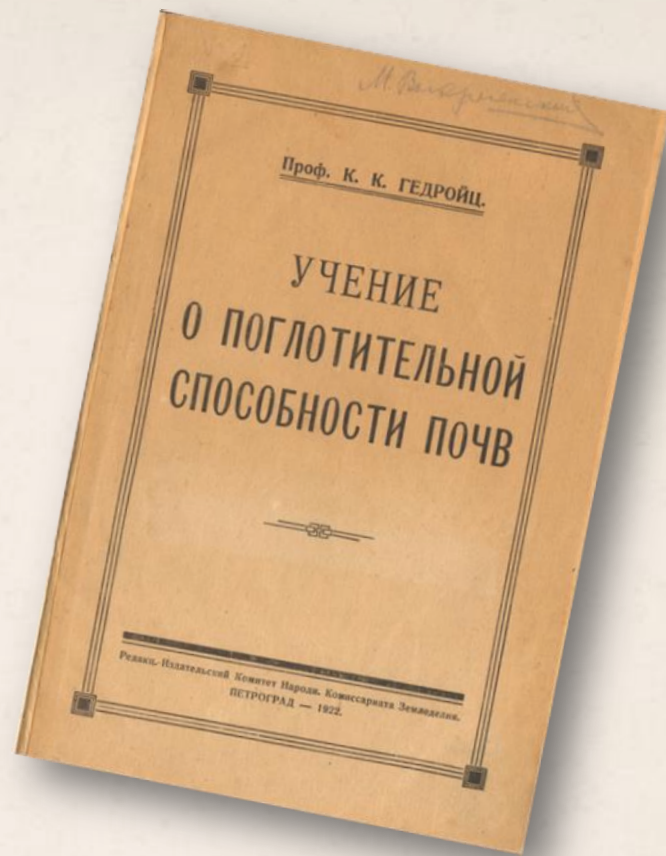 Проф. К. К. ГЕДРОЙЦ.
УЧЕНИЕ
О ПОГЛОТИТЕЛЬНОЙ
СПОСОБНОСТИ ПОЧВ
Редакц.-Издательский Комитет Народн. Комиссариата Земледелия.
ПЕТРОГРАД — 1922.